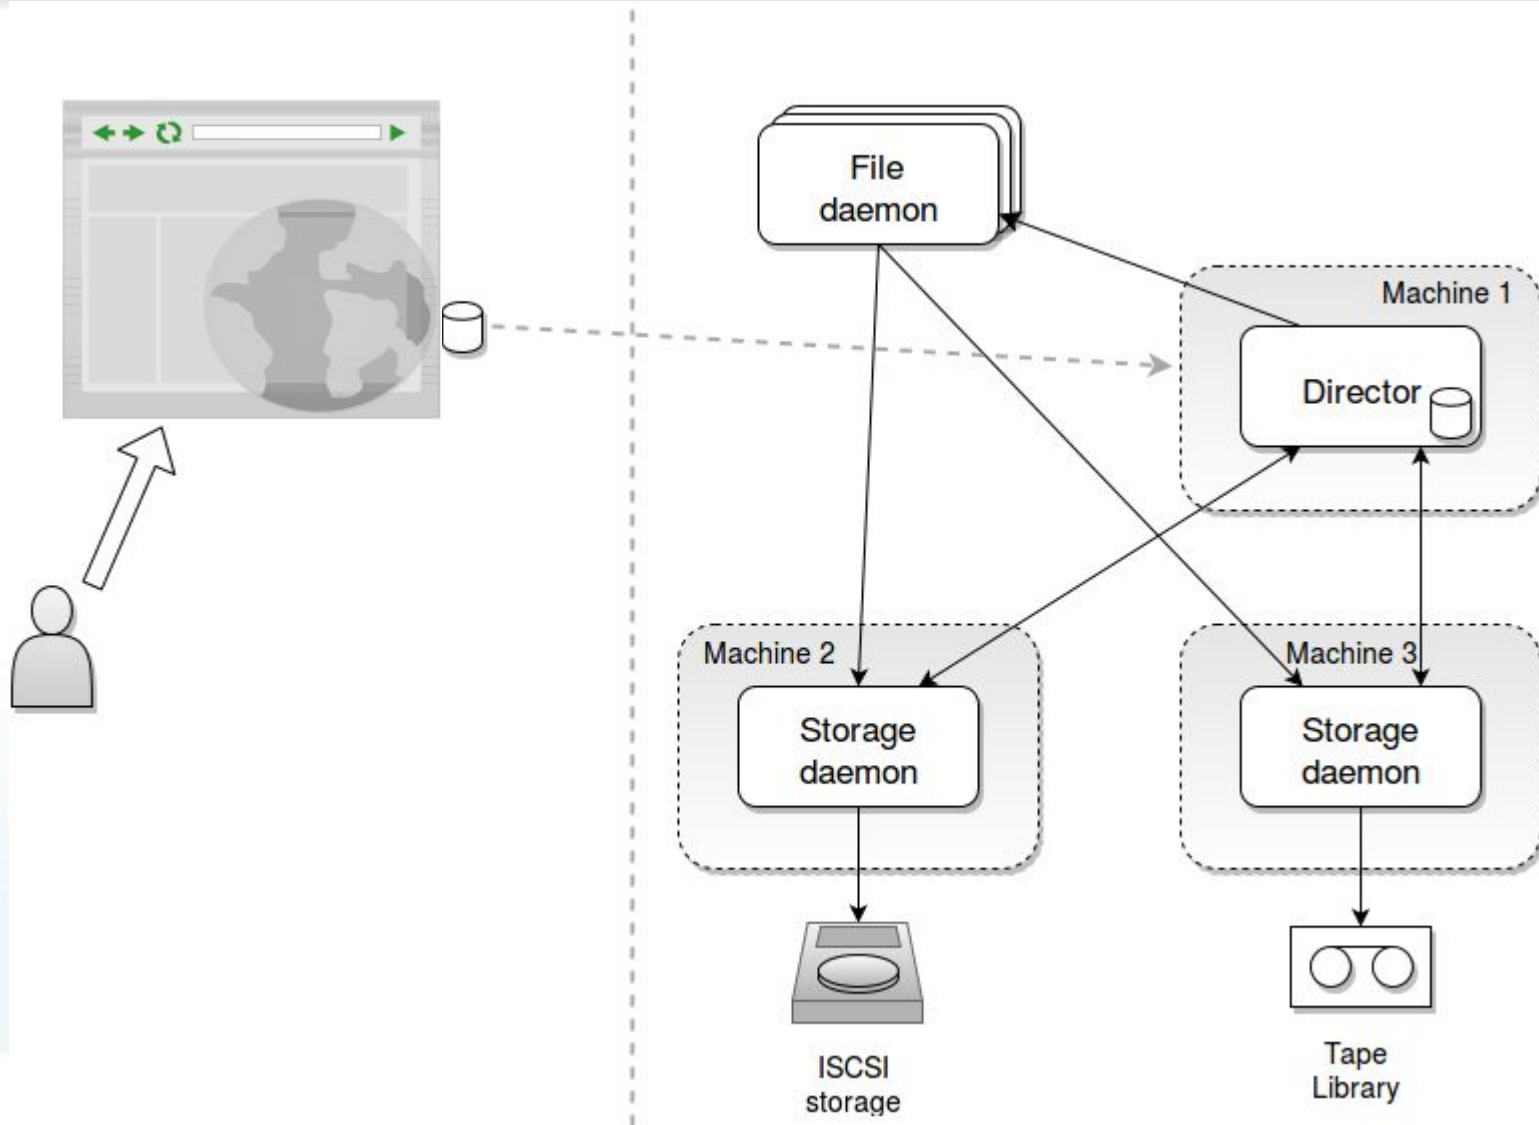 File
daemon
Machine 1
Director
Machine 2
Storage
daemon
Machine 3
Storage
daemon
ISCSI
storage
Tape
Library